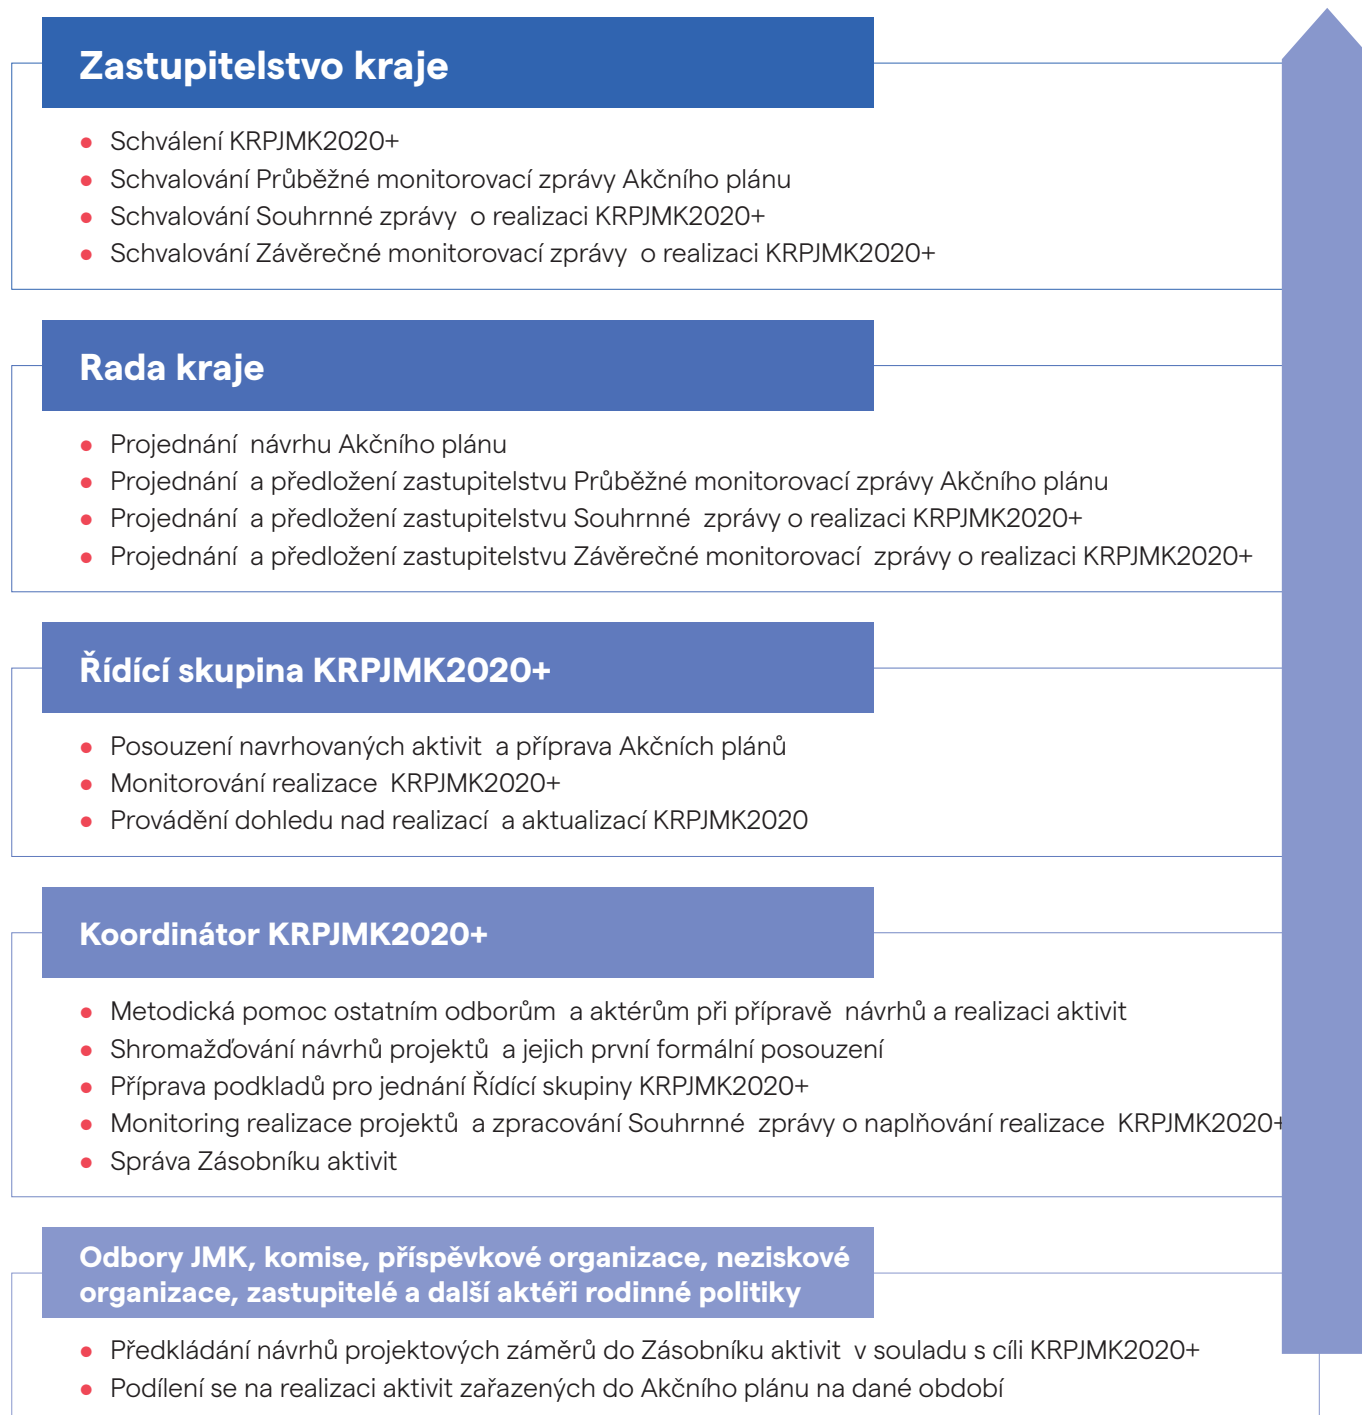 Zastupitelstvo kraje
● Schválení KRPJMK2020+
● Schvalování Průběžné monitorovací zprávy Akčního plánu
● Schvalování Souhrnné zprávy o realizaci KRPJMK2020+
● Schvalování Závěrečné monitorovací zprávy o realizaci KRPJMK2020+
Rada kraje
● Projednání návrhu Akčního plánu
● Projednání a předložení zastupitelstvu Průběžné monitorovací zprávy Akčního plánu
● Projednání a předložení zastupitelstvu Souhrnné zprávy o realizaci KRPJMK2020+
● Projednání a předložení zastupitelstvu Závěrečné monitorovací zprávy o realizaci KRPJMK2020+
Řídící skupina KRPJMK2020+
● Posouzení navrhovaných aktivit a příprava Akčních plánů
● Monitorování realizace KRPJMK2020+
● Provádění dohledu nad realizací a aktualizací KRPJMK2020
Koordinátor KRPJMK2020+
● Metodická pomoc ostatním odborům a aktérům při přípravě návrhů a realizaci aktivit
● Shromažďování návrhů projektů a jejich první formální posouzení
● Příprava podkladů pro jednání Řídící skupiny KRPJMK2020+
● Monitoring realizace projektů a zpracování Souhrnné zprávy o naplňování realizace KRPJMK2020+
● Správa Zásobníku aktivit
Odbory JMK, komise, příspěvkové organizace, neziskové
organizace, zastupitelé a další aktéři rodinné politiky
● Předkládání návrhů projektových záměrů do Zásobníku aktivit v souladu s cíli KRPJMK2020+
● Podílení se na realizaci aktivit zařazených do Akčního plánu na dané období